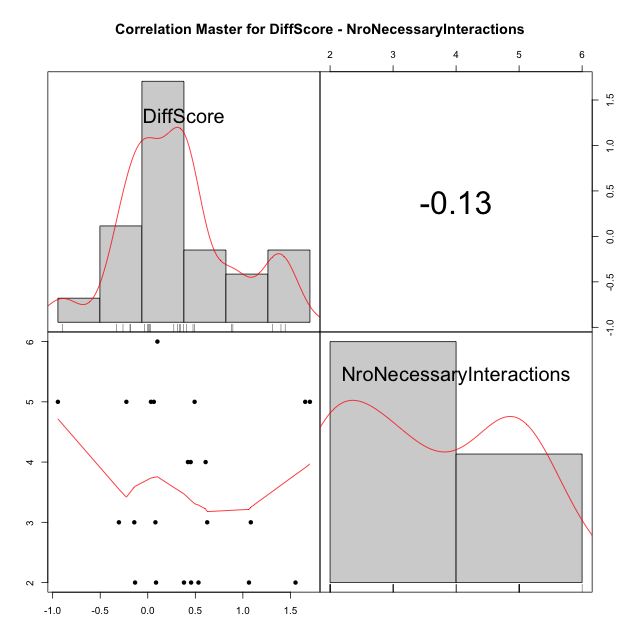 Correlation Master for DiffScore - NroNecessaryInteractions
2 3 4 5 6
DiffScore
-0.13
1.5
1.0
0.5
0.0
-0.5
-1.0
6
5
4
3
2
NroNecessaryInteractions
-1.0 -0.5 0.0 0.5 1.0 1.5